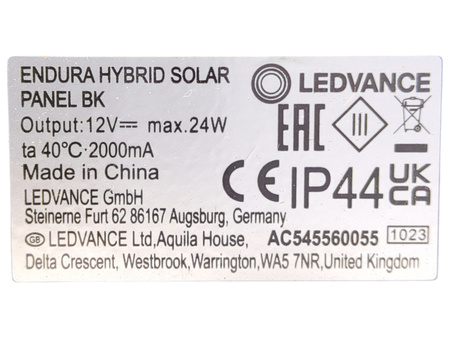 ENDURA HYBRID SOLAR
PANEL BK
LEDVANCE
Output: 12V⎓ max.24W
ta 40℃·2000mA
Made in China
EAC
III
CE IP44 UKCA
LEDVANCE GmbH
Steinerne Furt 62 86167 Augsburg, Germany
GB LEDVANCE Ltd,Aquila House, AC545560055 1023
Delta Crescent, Westbrook,Warrington,WA5 7NR,United Kingdom